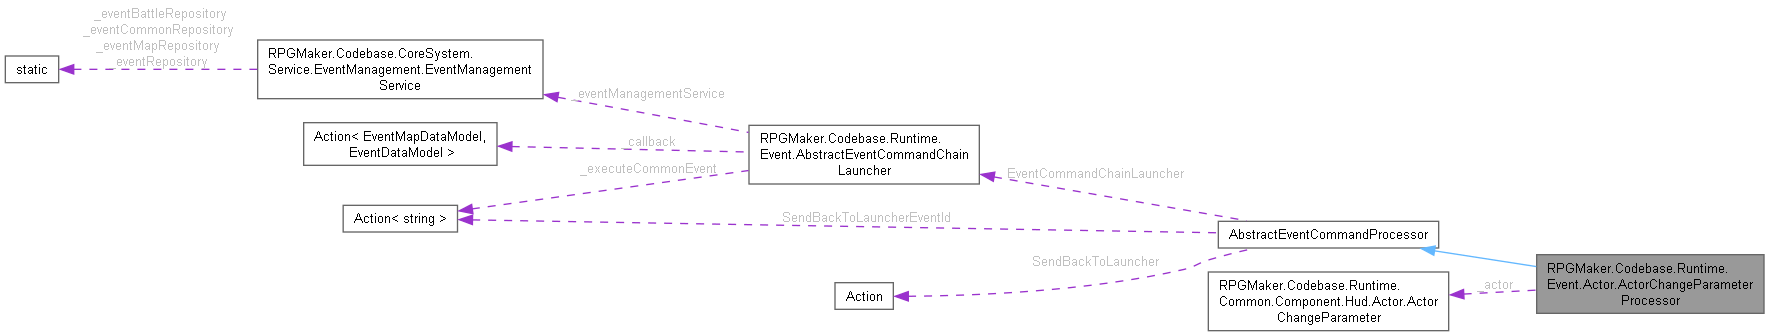 _eventBattleRepository
_eventCommonRepository
_eventMapRepository
_eventRepository
static
RPGMaker.Codebase.CoreSystem.
Service.EventManagement.EventManagement
Service
_eventManagementService
Action< EventMapDataModel,
EventDataModel >
_callback
_executeCommonEvent
Action< string >
RPGMaker.Codebase.Runtime.
Event.AbstractEventCommandChain
Launcher
EventCommandChainLauncher
SendBackToLauncherEventId
SendBackToLauncher
Action
AbstractEventCommandProcessor
RPGMaker.Codebase.Runtime.
Common.Component.Hud.Actor.Actor
ChangeParameter
_actor
RPGMaker.Codebase.Runtime.
Event.Actor.ActorChangeParameter
Processor